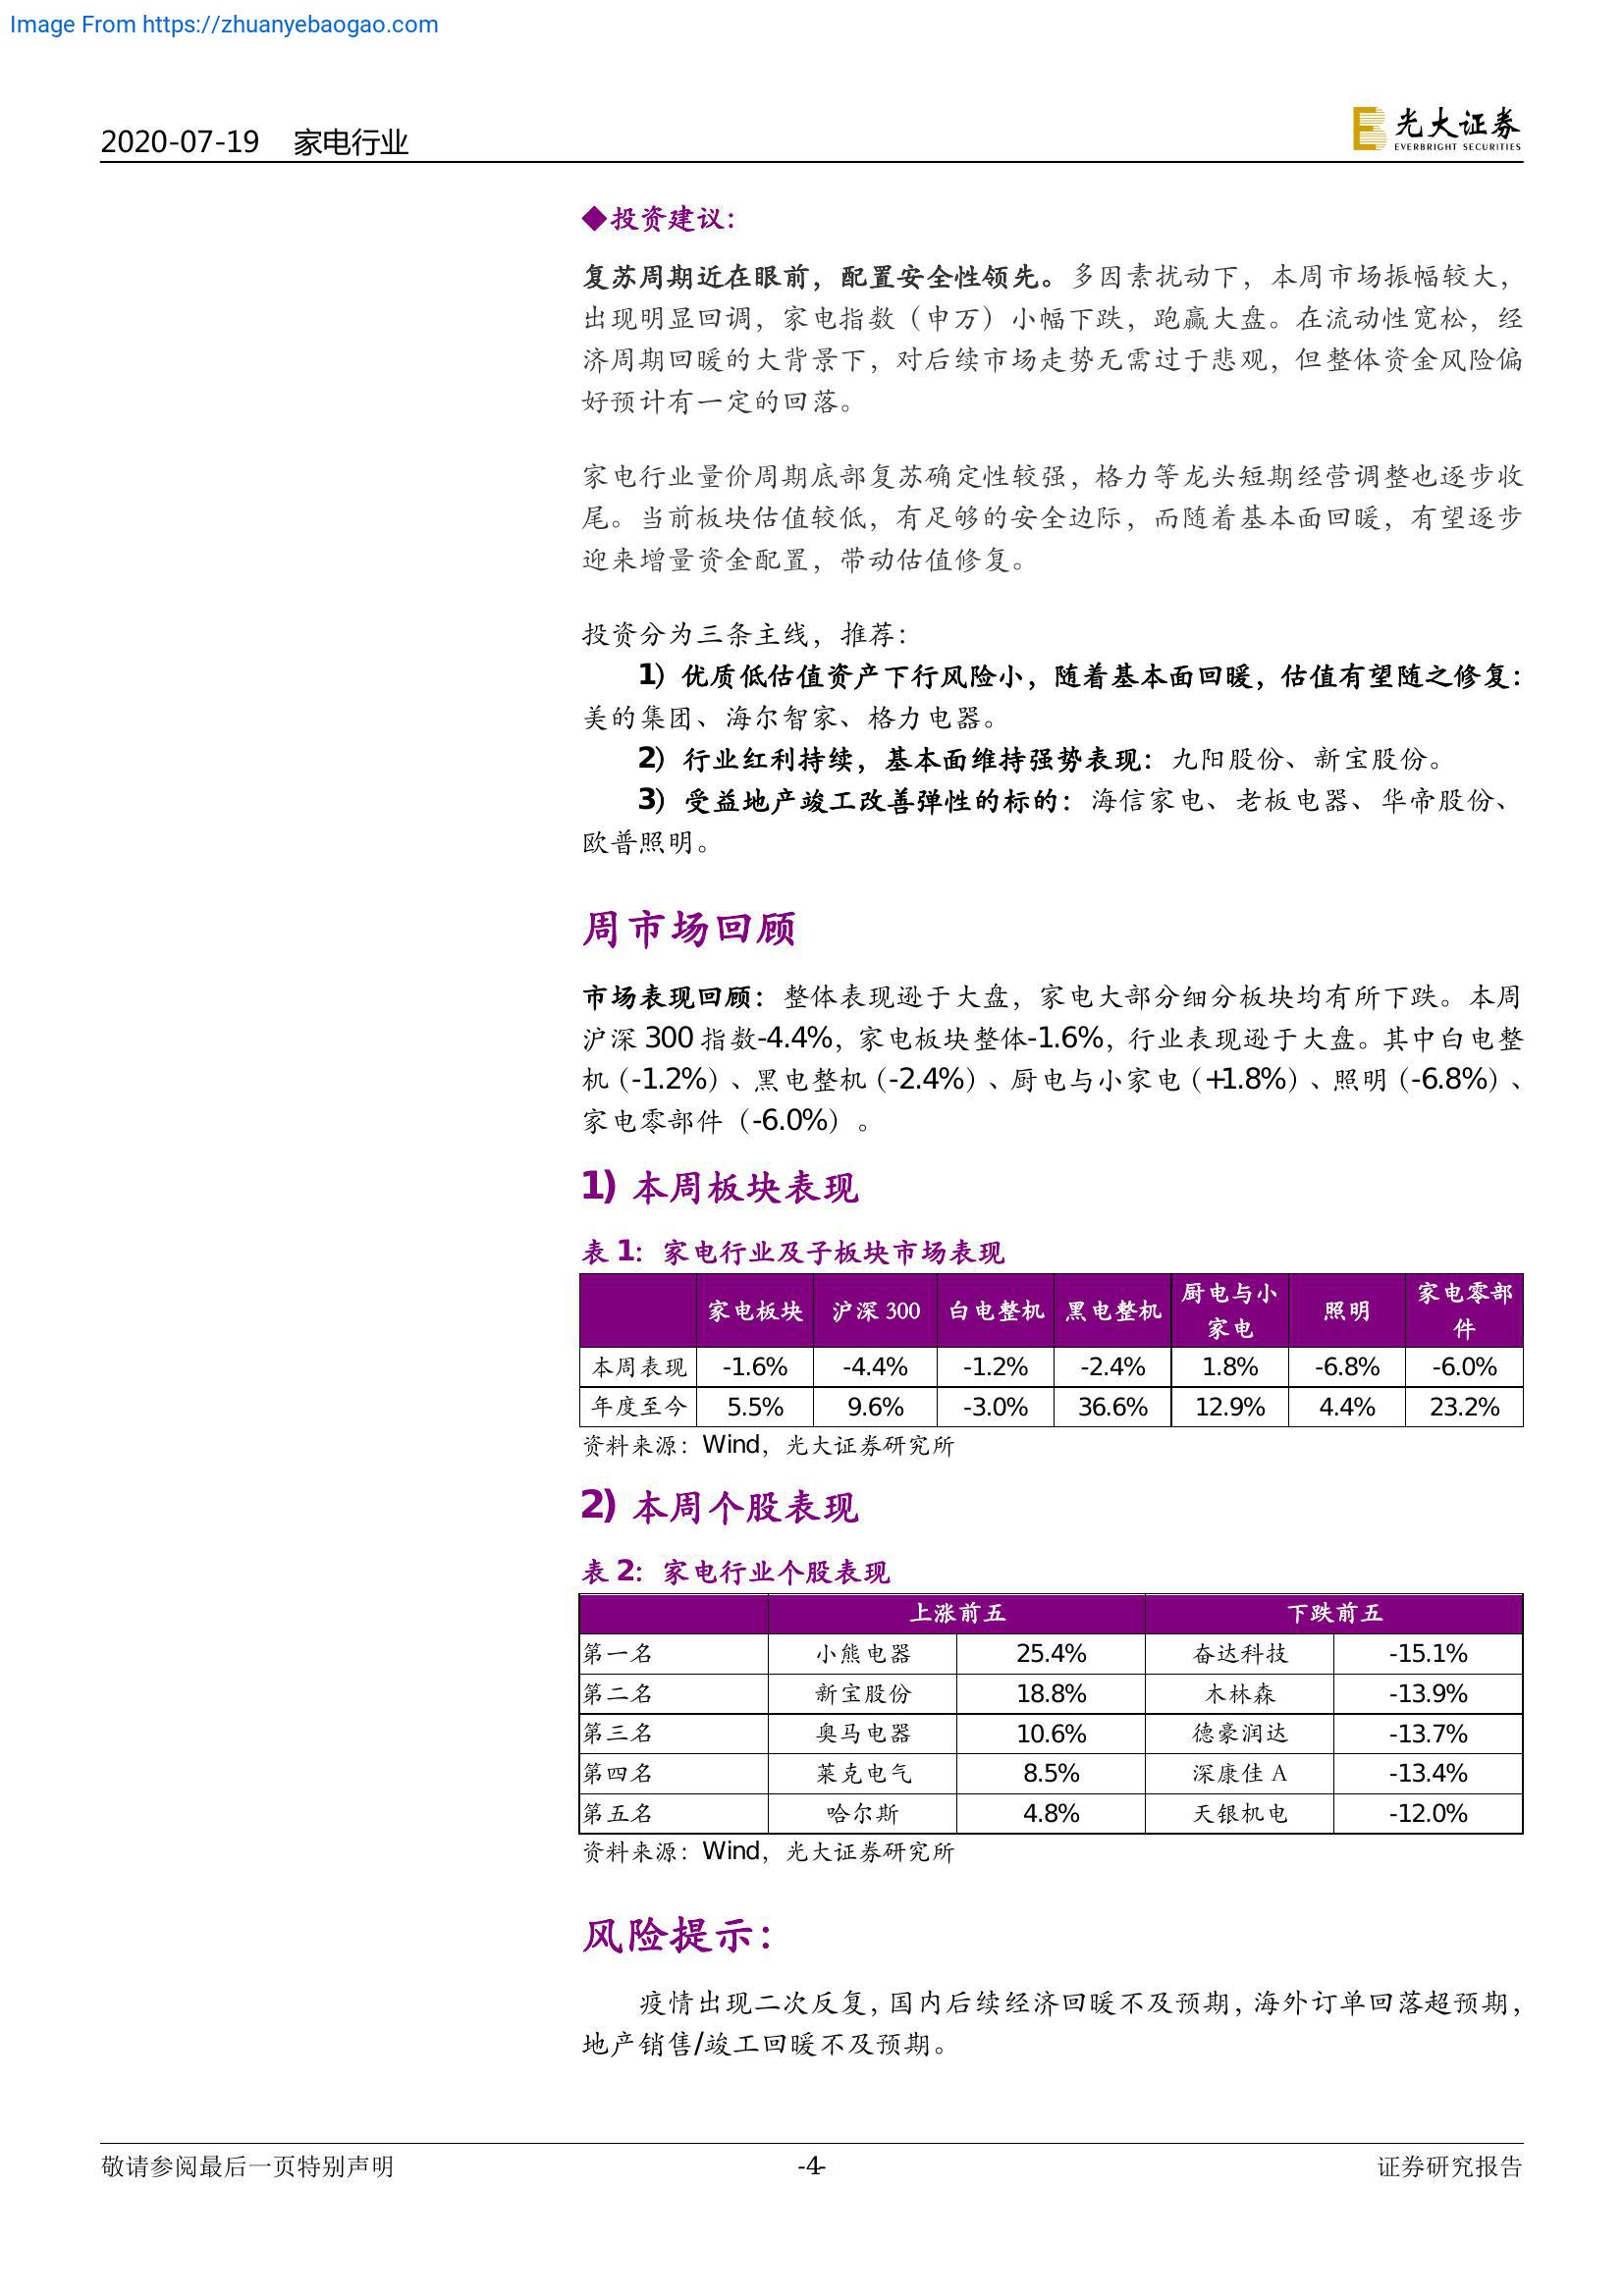 Image From https://zhuanyebaogao.com
2020-07-19 家电行业
光大证券
EVERBRIGHT SECURITIES
◆投资建议：
复苏周期近在眼前，配置安全性领先。多因素扰动下，本周市场振幅较大，
出现明显回调，家电指数（申万）小幅下跌，跑赢大盘。在流动性宽松，经
济周期回暖的大背景下，对后续市场走势无需过于悲观，但整体资金风险偏
好预计有一定的回落。
家电行业量价周期底部复苏确定性较强，格力等龙头短期经营调整也逐步收
尾。当前板块估值较低，有足够的安全边际，而随着基本面回暖，有望逐步
迎来增量资金配置，带动估值修复。
投资分为三条主线，推荐：
1）优质低估值资产下行风险小，随着基本面回暖，估值有望随之修复：
美的集团、海尔智家、格力电器。
2）行业红利持续，基本面维持强势表现：九阳股份、新宝股份。
3）受益地产竣工改善弹性的标的：海信家电、老板电器、华帝股份、
欧普照明。
周市场回顾
市场表现回顾：整体表现逊于大盘，家电大部分细分板块均有所下跌。本周
沪深 300 指数-4.4%，家电板块整体-1.6%，行业表现逊于大盘。其中白电整
机（-1.2%）、黑电整机（-2.4%）、厨电与小家电（+1.8%）、照明（-6.8%）、
家电零部件（-6.0%）。
1）本周板块表现
表 1：家电行业及子板块市场表现
家电板块 沪深 300 白电整机 黑电整机 厨电与小家电 照明 家电零部件
本周表现 -1.6% -4.4% -1.2% -2.4% 1.8% -6.8% -6.0%
年度至今 5.5% 9.6% -3.0% 36.6% 12.9% 4.4% 23.2%
资料来源：Wind，光大证券研究所
2）本周个股表现
表 2：家电行业个股表现
上涨前五 下跌前五
第一名 小熊电器 25.4% 奋达科技 -15.1%
第二名 新宝股份 18.8% 木林森 -13.9%
第三名 奥马电器 10.6% 德豪润达 -13.7%
第四名 莱克电气 8.5% 深康佳 A -13.4%
第五名 哈尔斯 4.8% 天银机电 -12.0%
资料来源：Wind，光大证券研究所
风险提示：
疫情出现二次反复，国内后续经济回暖不及预期，海外订单回落超预期，
地产销售/竣工回暖不及预期。
敬请参阅最后一页特别声明 -4- 证券研究报告